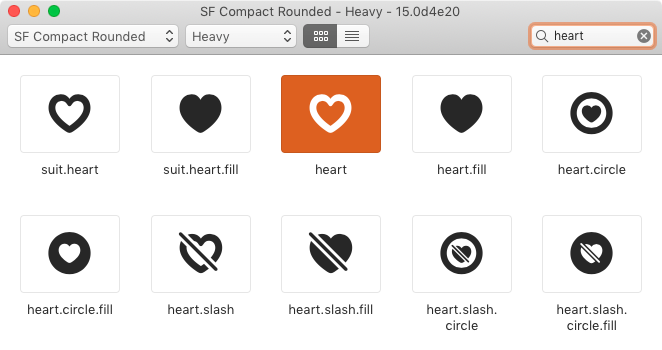 SF Compact Rounded - Heavy - 15.0d4e20
SF Compact Rounded Heavy heart
suit.heart suit.heart.fill heart heart.fill heart.circle
heart.circle.fill heart.slash heart.slash.fill heart.slash. heart.slash.
circle circle.fill